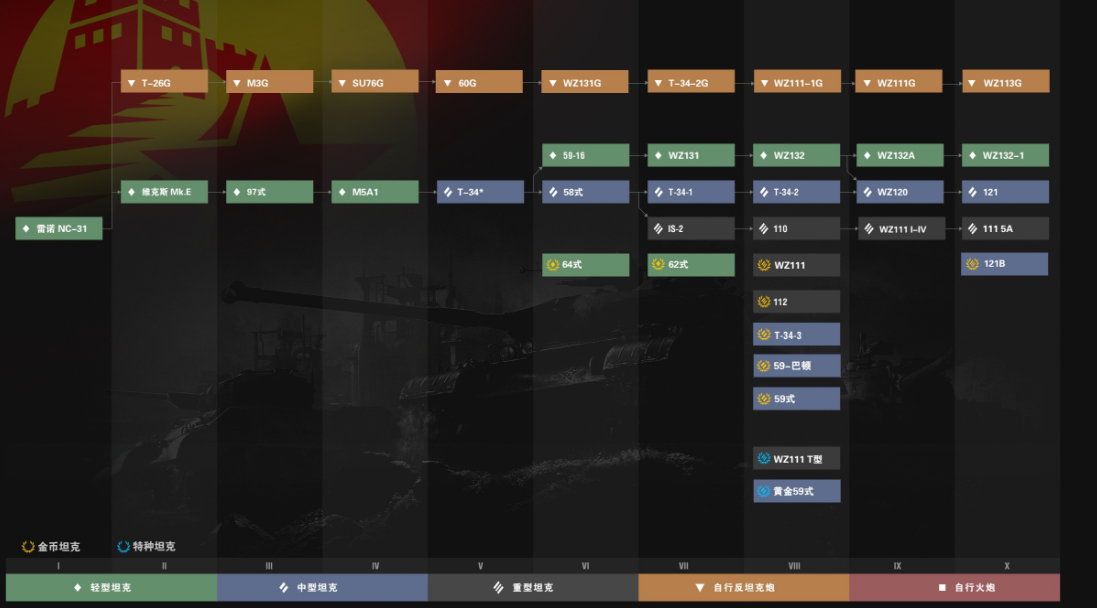 T-26G M3G SU76G 60G WZ131G T-34-2G WZ111-1G WZ111G WZ113G
59-16 WZ131 WZ132 WZ132A WZ132-1
维克斯 Mk.E 97式 M5A1 T-34* 58式 T-34-1 T-34-2 WZ120 121
雷诺 NC-31 IS-2 110 WZ111 I-IV 111 5A
64式 62式 WZ111 121B
112
T-34-3
59-巴顿
59式
WZ111 T型
黄金59式
金币坦克 特种坦克
I II III IV V VI VII VIII IX X
轻型坦克 中型坦克 重型坦克 自行反坦克炮 自行火炮